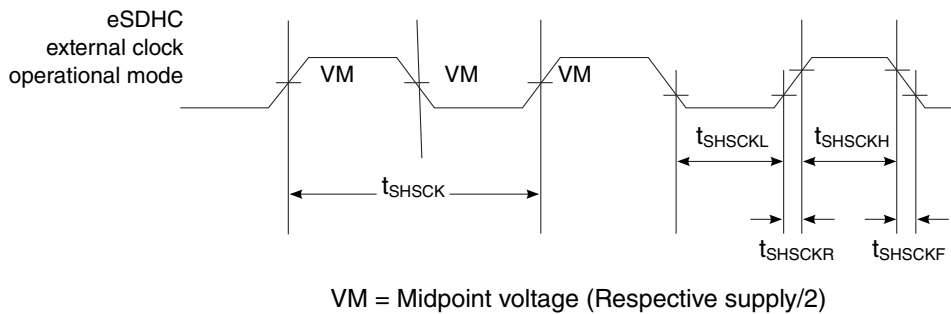 eSDHC
external clock
operational mode
VM VM VM
tSHSCKL tSHSCKH
tSHSCK
tSHSCKR tSHSCKF
VM = Midpoint voltage (Respective supply/2)